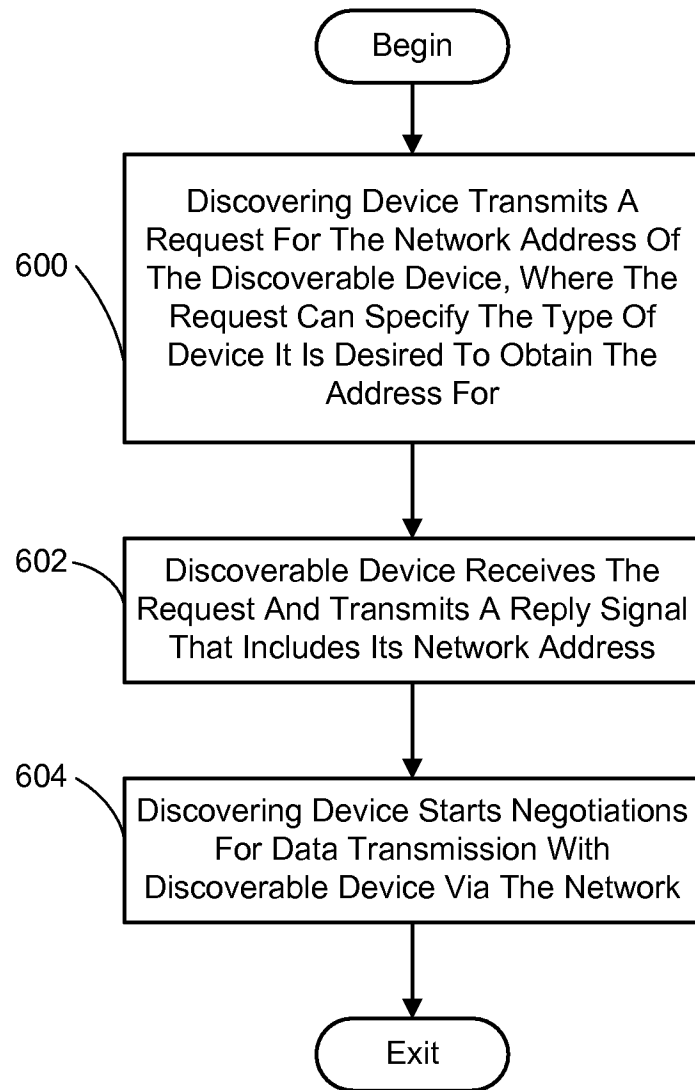 Begin
600
Discovering Device Transmits A
Request For The Network Address Of
The Discoverable Device, Where The
Request Can Specify The Type Of
Device It Is Desired To Obtain The
Address For
602
Discoverable Device Receives The
Request And Transmits A Reply Signal
That Includes Its Network Address
604
Discovering Device Starts Negotiations
For Data Transmission With
Discoverable Device Via The Network
Exit